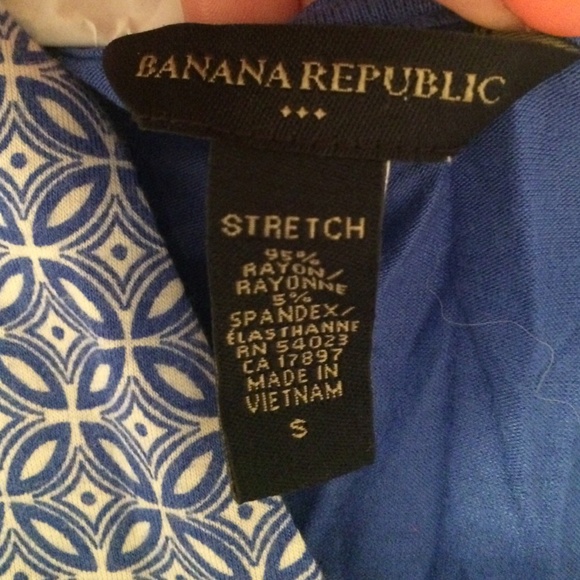 BANANA REPUBLIC
STRETCH
95%
RAYON/
RAYONNE
5%
SPANDEX/
ÉLASTHANNE
RN 54023
CA 17897
MADE IN
VIETNAM
S